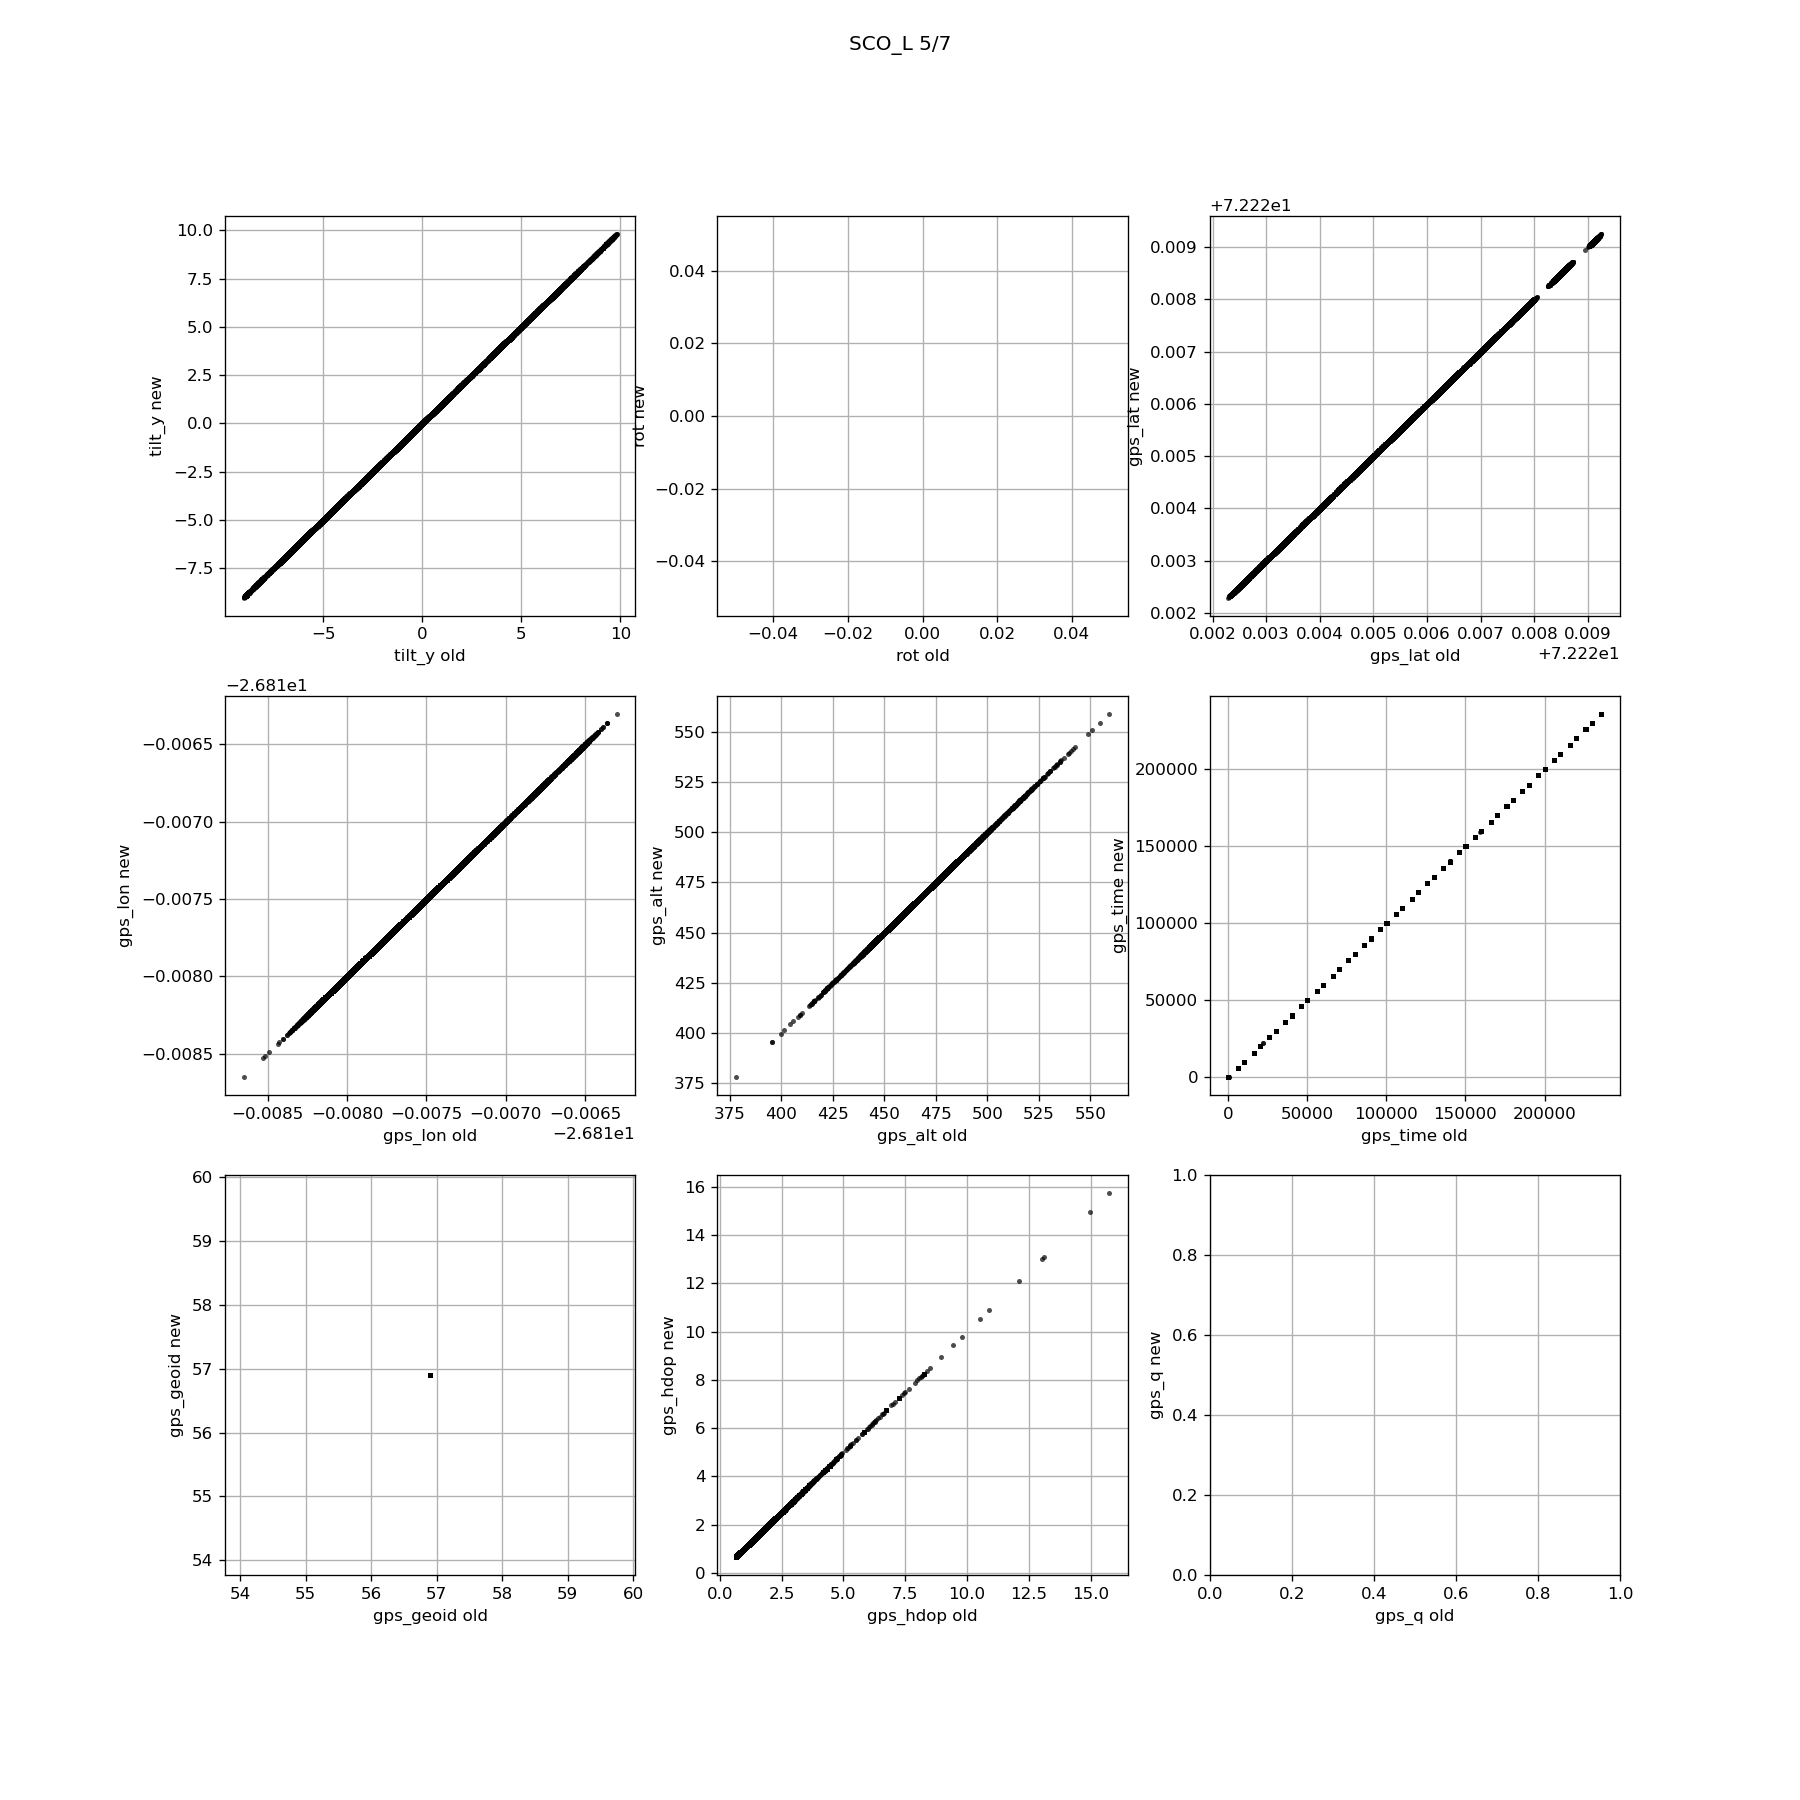 SCO_L 5/7
10.0
7.5
5.0
2.5
0.0
−2.5
−5.0
−7.5
tilt_y new
−5 0 5 10
tilt_y old
0.04
0.02
0.00
−0.02
−0.04
rot new
−0.04 −0.02 0.00 0.02 0.04
rot old
+7.222e1
0.009
0.008
0.007
0.006
0.005
0.004
0.003
0.002
gps_lat new
0.002 0.003 0.004 0.005 0.006 0.007 0.008 0.009
gps_lat old
+7.222e1
−2.681e1
−0.0065
−0.0070
−0.0075
−0.0080
−0.0085
gps_lon new
−0.0085 −0.0080 −0.0075 −0.0070 −0.0065
gps_lon old
−2.681e1
550
525
500
475
450
425
400
375
gps_alt new
375 400 425 450 475 500 525 550
gps_alt old
200000
150000
100000
50000
0
gps_time new
0 50000 100000 150000 200000
gps_time old
60
59
58
57
56
55
54
gps_geoid new
54 55 56 57 58 59 60
gps_geoid old
16
14
12
10
8
6
4
2
0
gps_hdop new
0.0 2.5 5.0 7.5 10.0 12.5 15.0
gps_hdop old
1.0
0.8
0.6
0.4
0.2
0.0
gps_q new
0.0 0.2 0.4 0.6 0.8 1.0
gps_q old